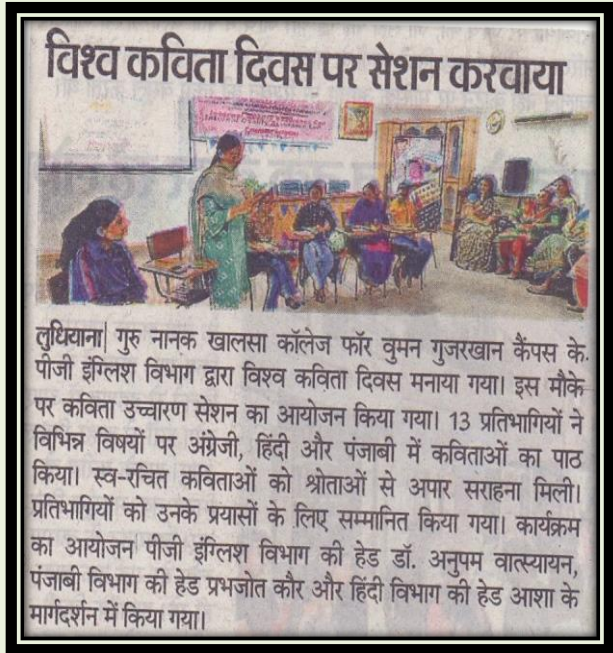 विश्व कविता दिवस पर सेशन करवाया
लुधियाना| गुरु नानक खालसा कॉलेज फॉर वुमन गुजरखान कैंपस के
पीजी इंग्लिश विभाग द्वारा विश्व कविता दिवस मनाया गया। इस मौके
पर कविता उच्चारण सेशन का आयोजन किया गया। 13 प्रतिभागियों ने
विभिन्न विषयों पर अंग्रेजी, हिंदी और पंजाबी में कविताओं का पाठ
किया। स्व-रचित कविताओं को श्रोताओं से अपार सराहना मिली।
प्रतिभागियों को उनके प्रयासों के लिए सम्मानित किया गया। कार्यक्रम
का आयोजन पीजी इंग्लिश विभाग की हेड डॉ. अनुपम वात्स्यायन,
पंजाबी विभाग की हेड प्रभजोत कौर और हिंदी विभाग की हेड आशा के
मार्गदर्शन में किया गया।